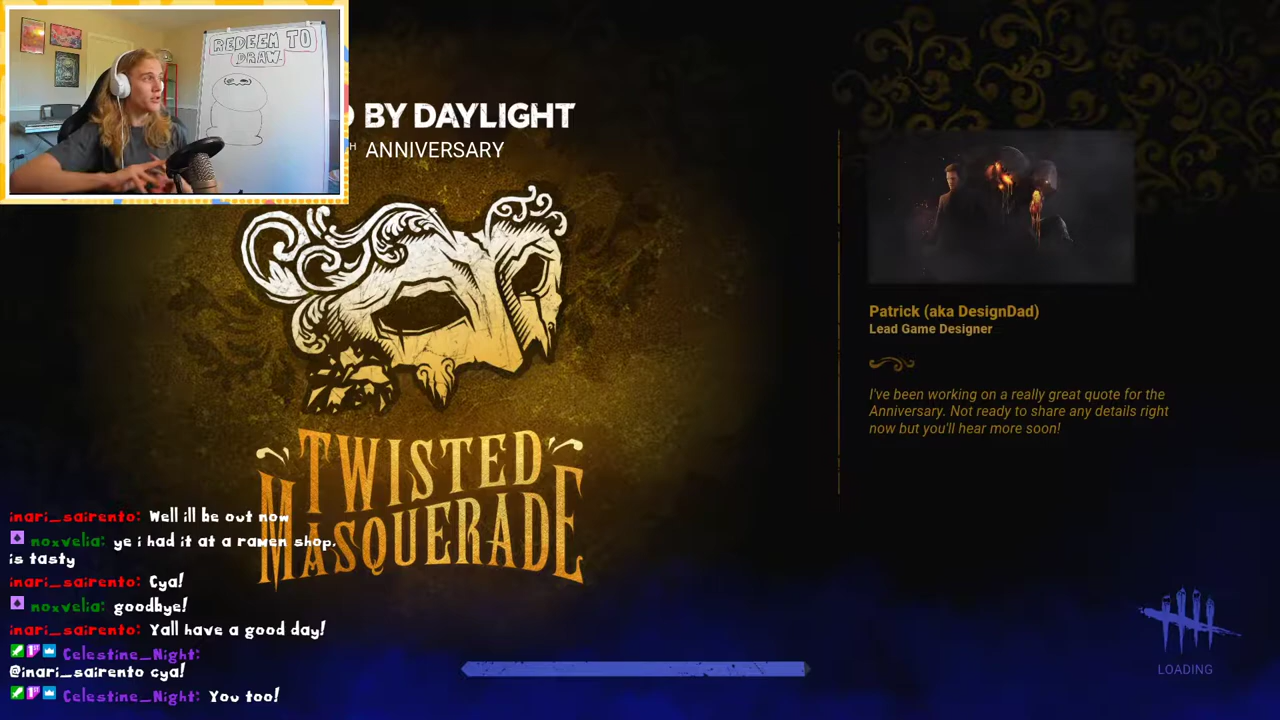 REDEEM TO
DRAW.
BY DAYLIGHT
TH ANNIVERSARY
TWISTED
MASQUERADE
Patrick (aka DesignDad)
Lead Game Designer
I've been working on a really great quote for the
Anniversary. Not ready to share any details right
now but you'll hear more soon!
inari_sairento: Well ill be out now
noxvelia: ye i had it at a ramen shop.
is tasty
inari_sairento: Cya!
noxvelia: goodbye!
inari_sairento: Yall have a good day!
Celestine_Night:
@inari_sairento cya!
Celestine_Night: You too!
LOADING